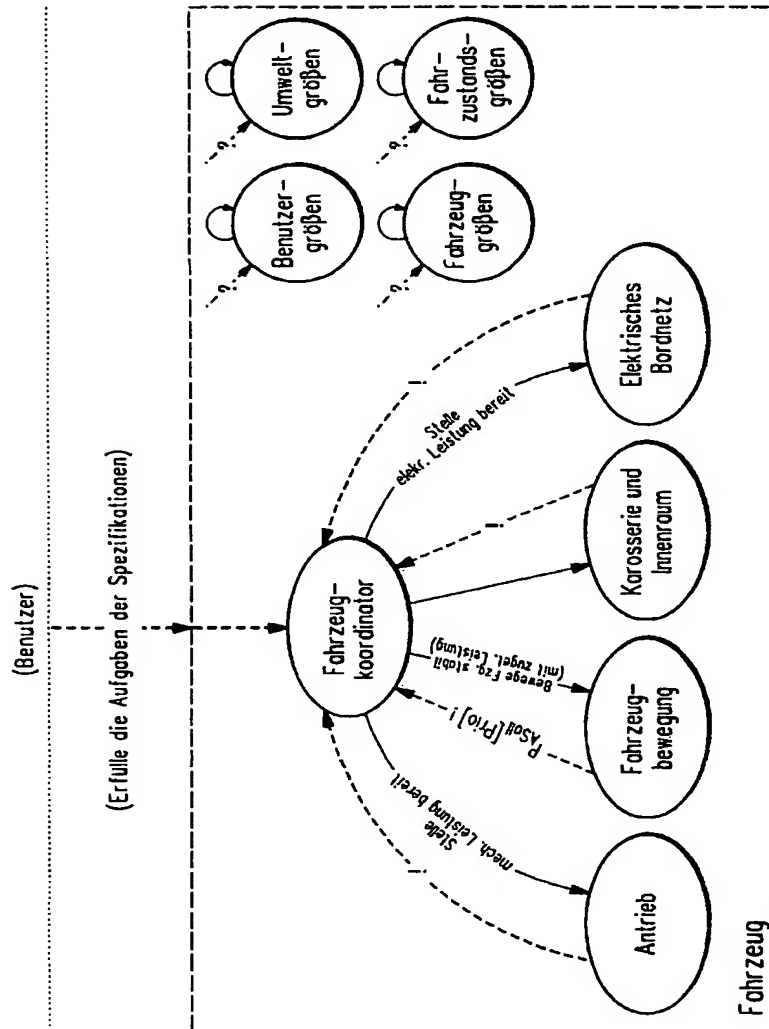 (Benutzer)
(Erfülle die Aufgaben der Spezifikationen)
Benutzer-
größen
Umwelt-
größen
Fahrzeug-
größen
Fahr-
zustands-
größen
?
?
?
?
Fahrzeug-
koordinator
Stelle
mech. Leistung bereit
!
Bewege Fzg. stabil
(mit zugel. Leistung)
PASoll [Prio] !
!
Stelle
elekr. Leistung bereit
!
Antrieb
Fahrzeug-
bewegung
Karosserie und
Innenraum
Elektrisches
Bordnetz
Fahrzeug